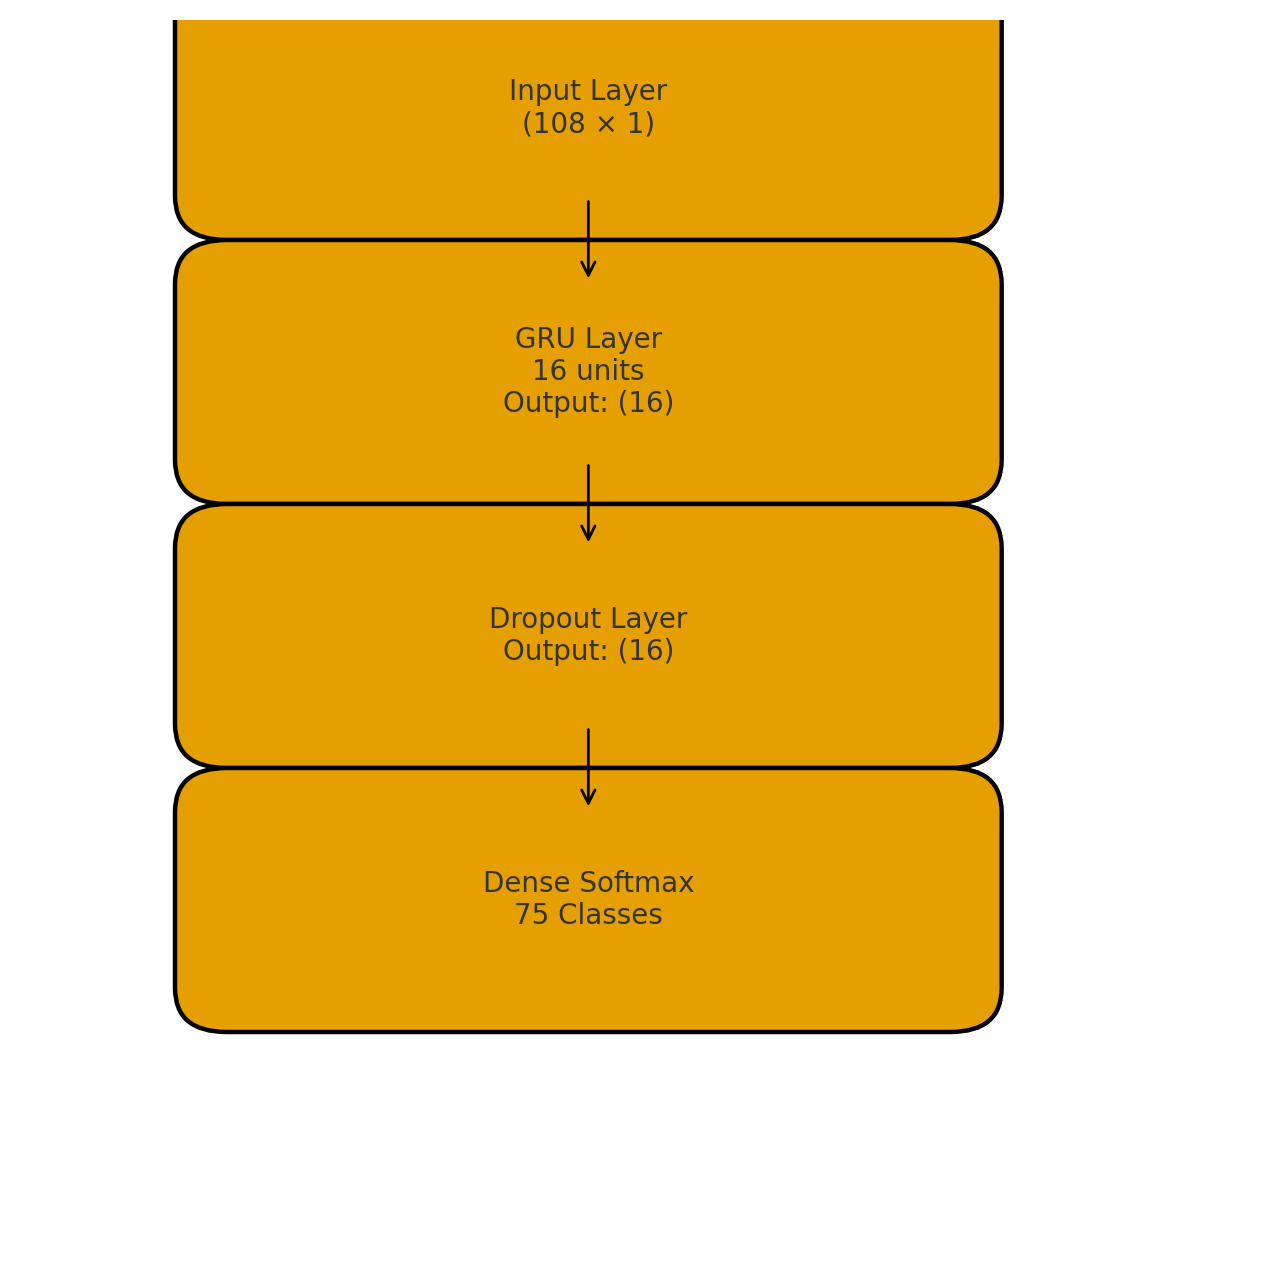 Input Layer
(108 × 1)
GRU Layer
16 units
Output: (16)
Dropout Layer
Output: (16)
Dense Softmax
75 Classes